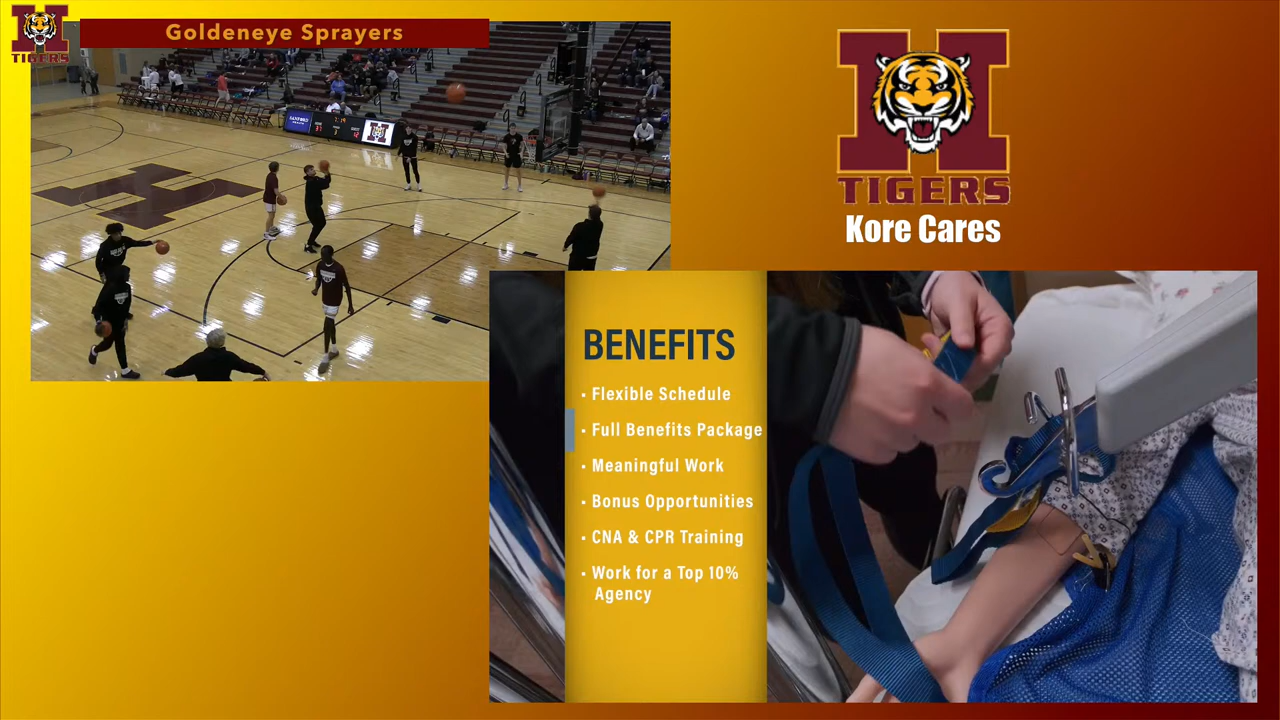 H
TIGERS
Goldeneye Sprayers
SANFORD
H
TIGERS
Kore Cares
BENEFITS
· Flexible Schedule
· Full Benefits Package
· Meaningful Work
· Bonus Opportunities
· CNA & CPR Training
· Work for a Top 10%
Agency